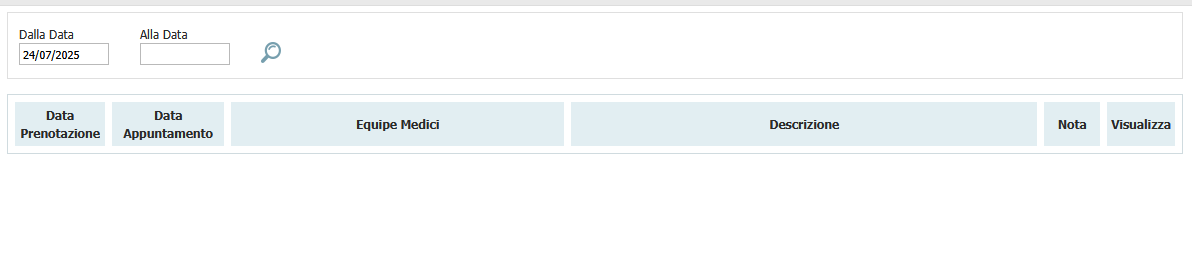 Dalla Data Alla Data
24/07/2025
Data Prenotazione Data Appuntamento Equipe Medici Descrizione Nota Visualizza